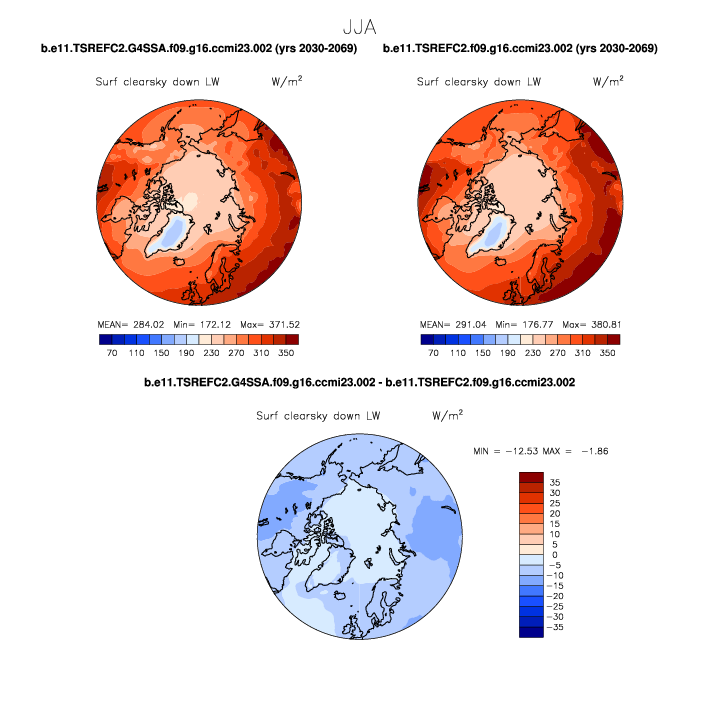 JJA
b.e11.TSREFC2.G4SSA.f09.g16.ccmi23.002 (yrs 2030-2069) b.e11.TSREFC2.f09.g16.ccmi23.002 (yrs 2030-2069)
Surf clearsky down LW W/m² Surf clearsky down LW W/m²
MEAN= 284.02 Min= 172.12 Max= 371.52 MEAN= 291.04 Min= 176.77 Max= 380.81
70 110 150 190 230 270 310 350 70 110 150 190 230 270 310 350
b.e11.TSREFC2.G4SSA.f09.g16.ccmi23.002 - b.e11.TSREFC2.f09.g16.ccmi23.002
Surf clearsky down LW W/m²
MIN = −12.53 MAX = −1.86
35
30
25
20
15
10
5
0
−5
−10
−15
−20
−25
−30
−35